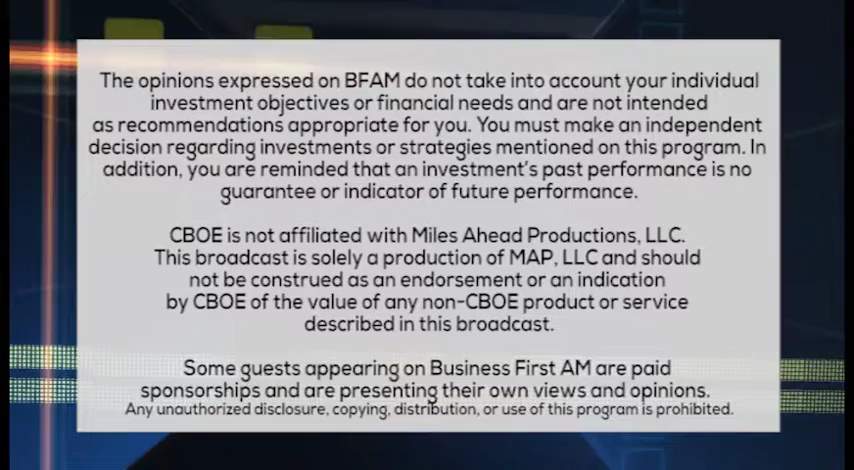 The opinions expressed on BFAM do not take into account your individual
investment objectives or financial needs and are not intended
as recommendations appropriate for you. You must make an independent
decision regarding investments or strategies mentioned on this program. In
addition, you are reminded that an investment's past performance is no
guarantee or indicator of future performance.
CBOE is not affiliated with Miles Ahead Productions, LLC.
This broadcast is solely a production of MAP, LLC and should
not be construed as an endorsement or an indication
by CBOE of the value of any non-CBOE product or service
described in this broadcast.
Some guests appearing on Business First AM are paid
sponsorships and are presenting their own views and opinions.
Any unauthorized disclosure, copying, distribution, or use of this program is prohibited.